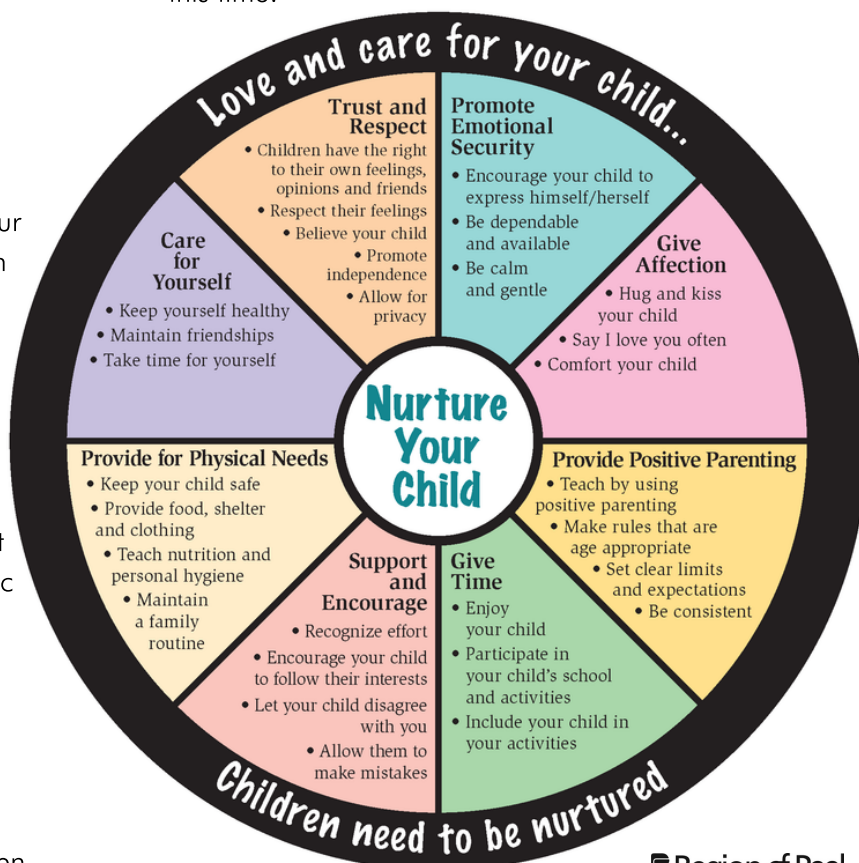 this time.
Love and care for your child...
Trust and
Respect
• Children have the right
to their own feelings,
opinions and friends
• Respect their feelings
• Believe your child
• Promote
independence
• Allow for
privacy
Promote
Emotional
Security
• Encourage your child to
express himself/herself
• Be dependable
and available
• Be calm
and gentle
Give
Affection
• Hug and kiss
your child
• Say I love you often
• Comfort your child
Provide Positive Parenting
• Teach by using
positive parenting
• Make rules that are
age appropriate
• Set clear limits
and expectations
• Be consistent
Give
Time
• Enjoy
your child
• Participate in
your child's school
and activities
• Include your child in
your activities
Support
and
Encourage
• Recognize effort
• Encourage your child
to follow their interests
• Let your child disagree
with you
• Allow them to
make mistakes
Provide for Physical Needs
• Keep your child safe
• Provide food, shelter
and clothing
• Teach nutrition and
personal hygiene
• Maintain
a family
routine
Care
for
Yourself
• Keep yourself healthy
• Maintain friendships
• Take time for yourself
Nurture
Your
Child
Children need to be nurtured
Region of Peel